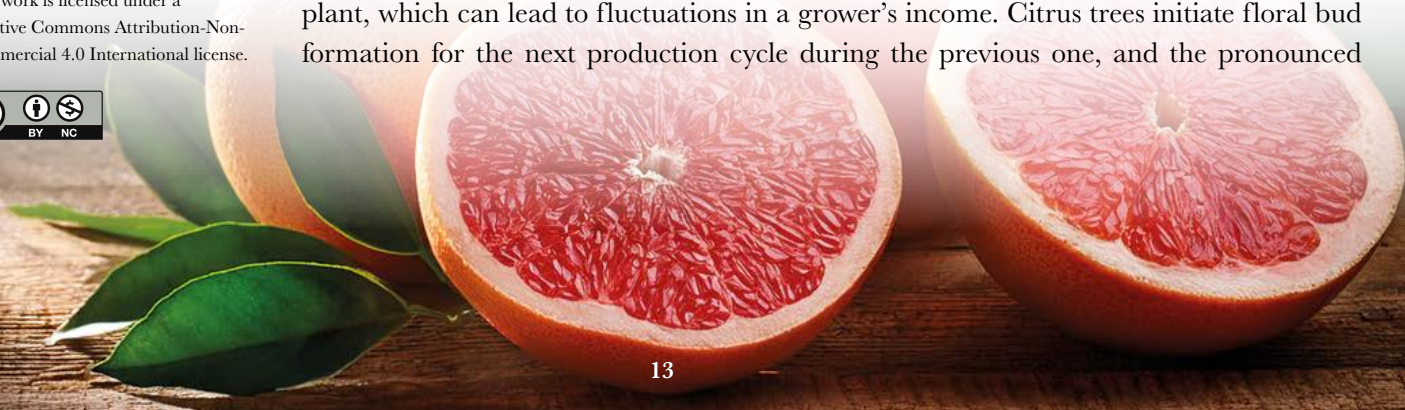 work is licensed under a
tive Commons Attribution-Non-
mercial 4.0 International license.
BY NC
plant, which can lead to fluctuations in a grower’s income. Citrus trees initiate floral bud
formation for the next production cycle during the previous one, and the pronounced
13